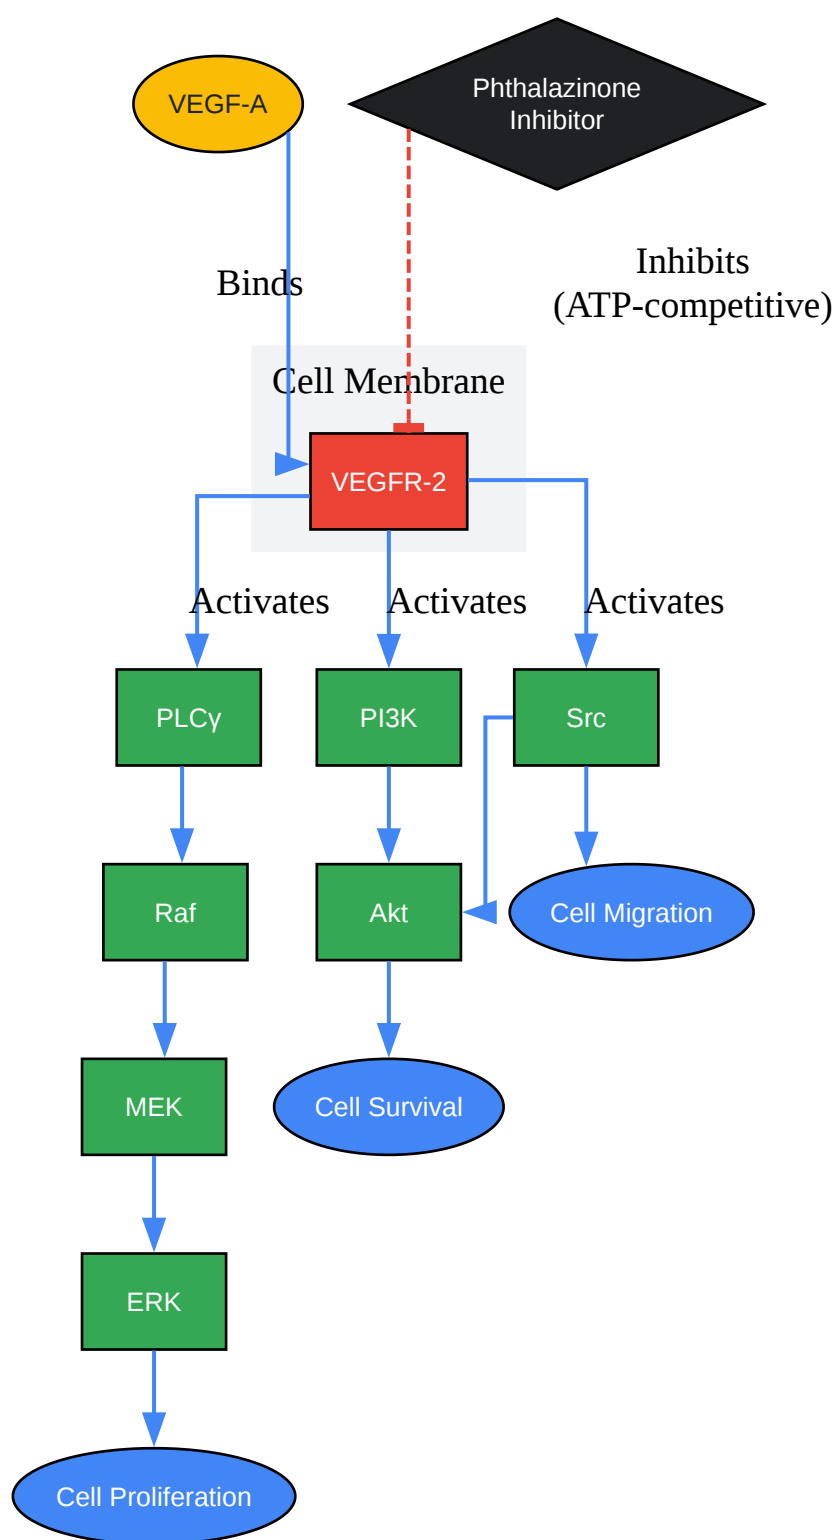 VEGF-A
Phthalazinone
Inhibitor
Binds
Inhibits
(ATP-competitive)
Cell Membrane
VEGFR-2
Activates
Activates
Activates
PLCγ
PI3K
Src
Raf
Akt
Cell Migration
MEK
Cell Survival
ERK
Cell Proliferation